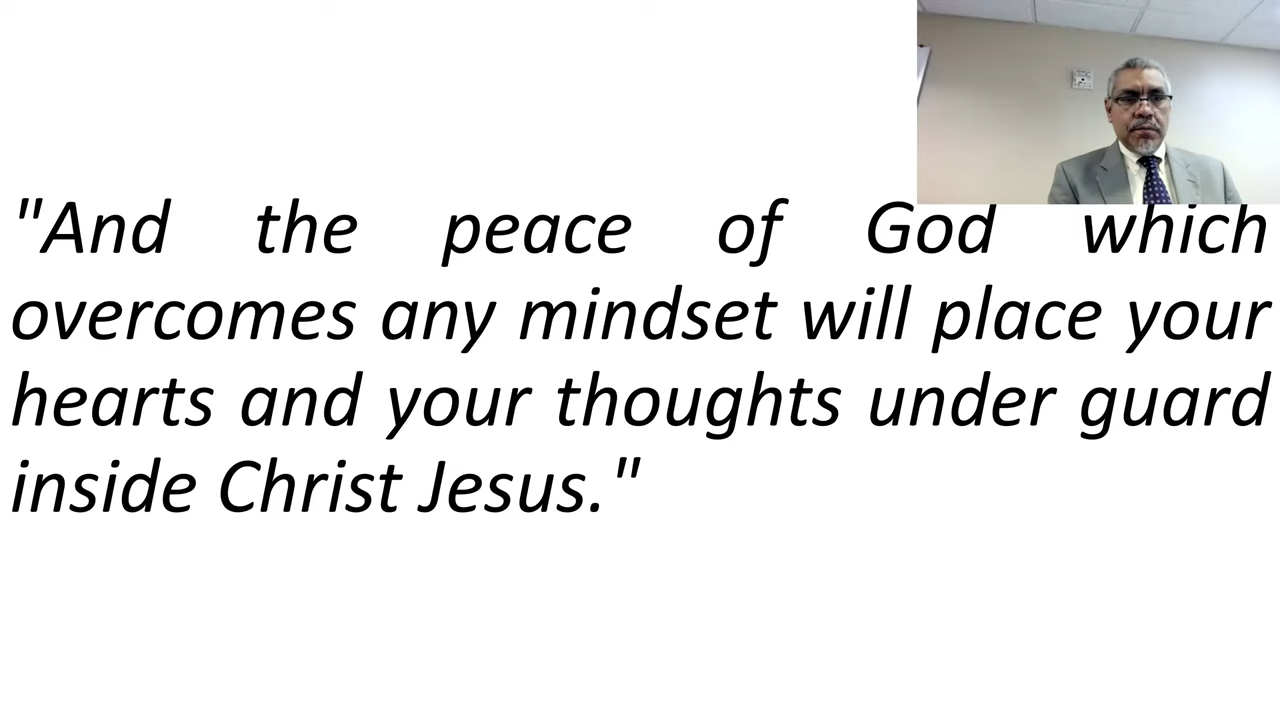 "And the peace of God which
overcomes any mindset will place your
hearts and your thoughts under guard
inside Christ Jesus."